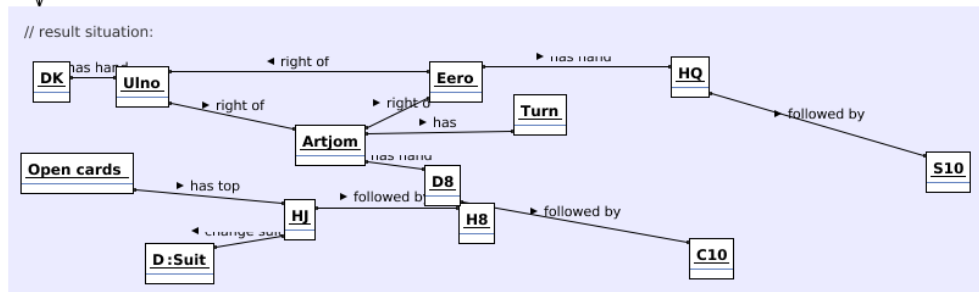 // result situation:
DK
has hand
Ulno
◄ right of
Eero
► has hand
HQ
► right of
► right o
Turn
► has
► followed by
Artjom
has hand
S10
Open cards
► has top
D8
► followed by
HJ
H8
► followed by
◄ change suit
D :Suit
C10